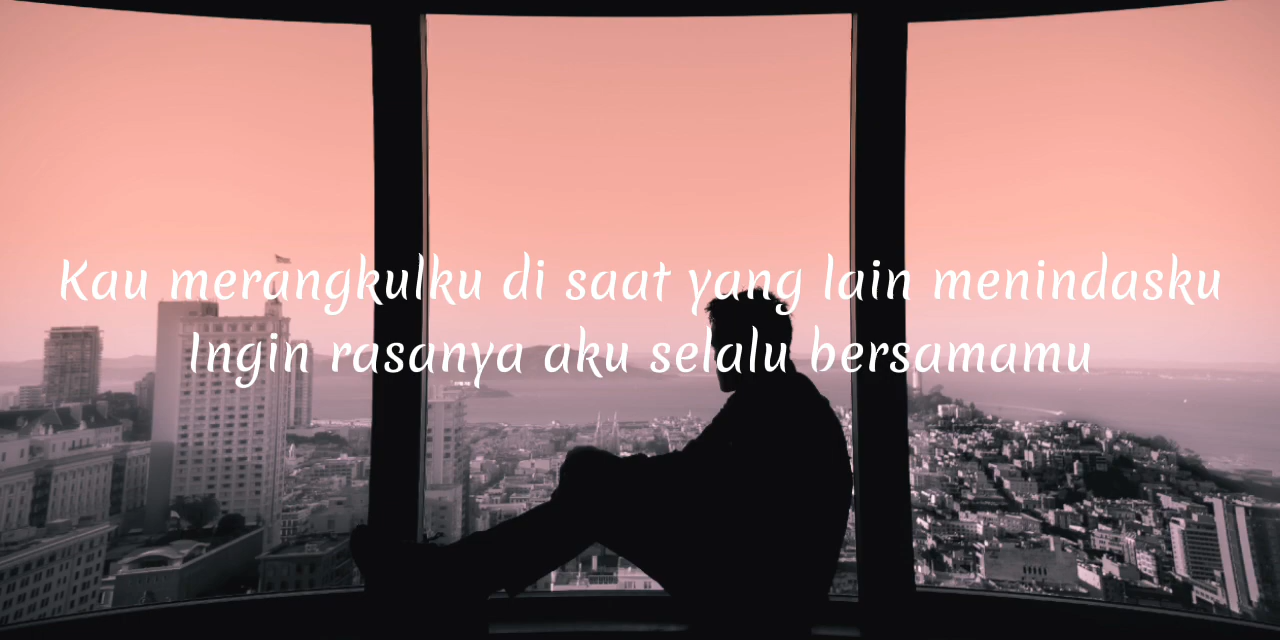 Kau merangkulku di saat yang lain menindasku
Ingin rasanya aku selalu bersamamu